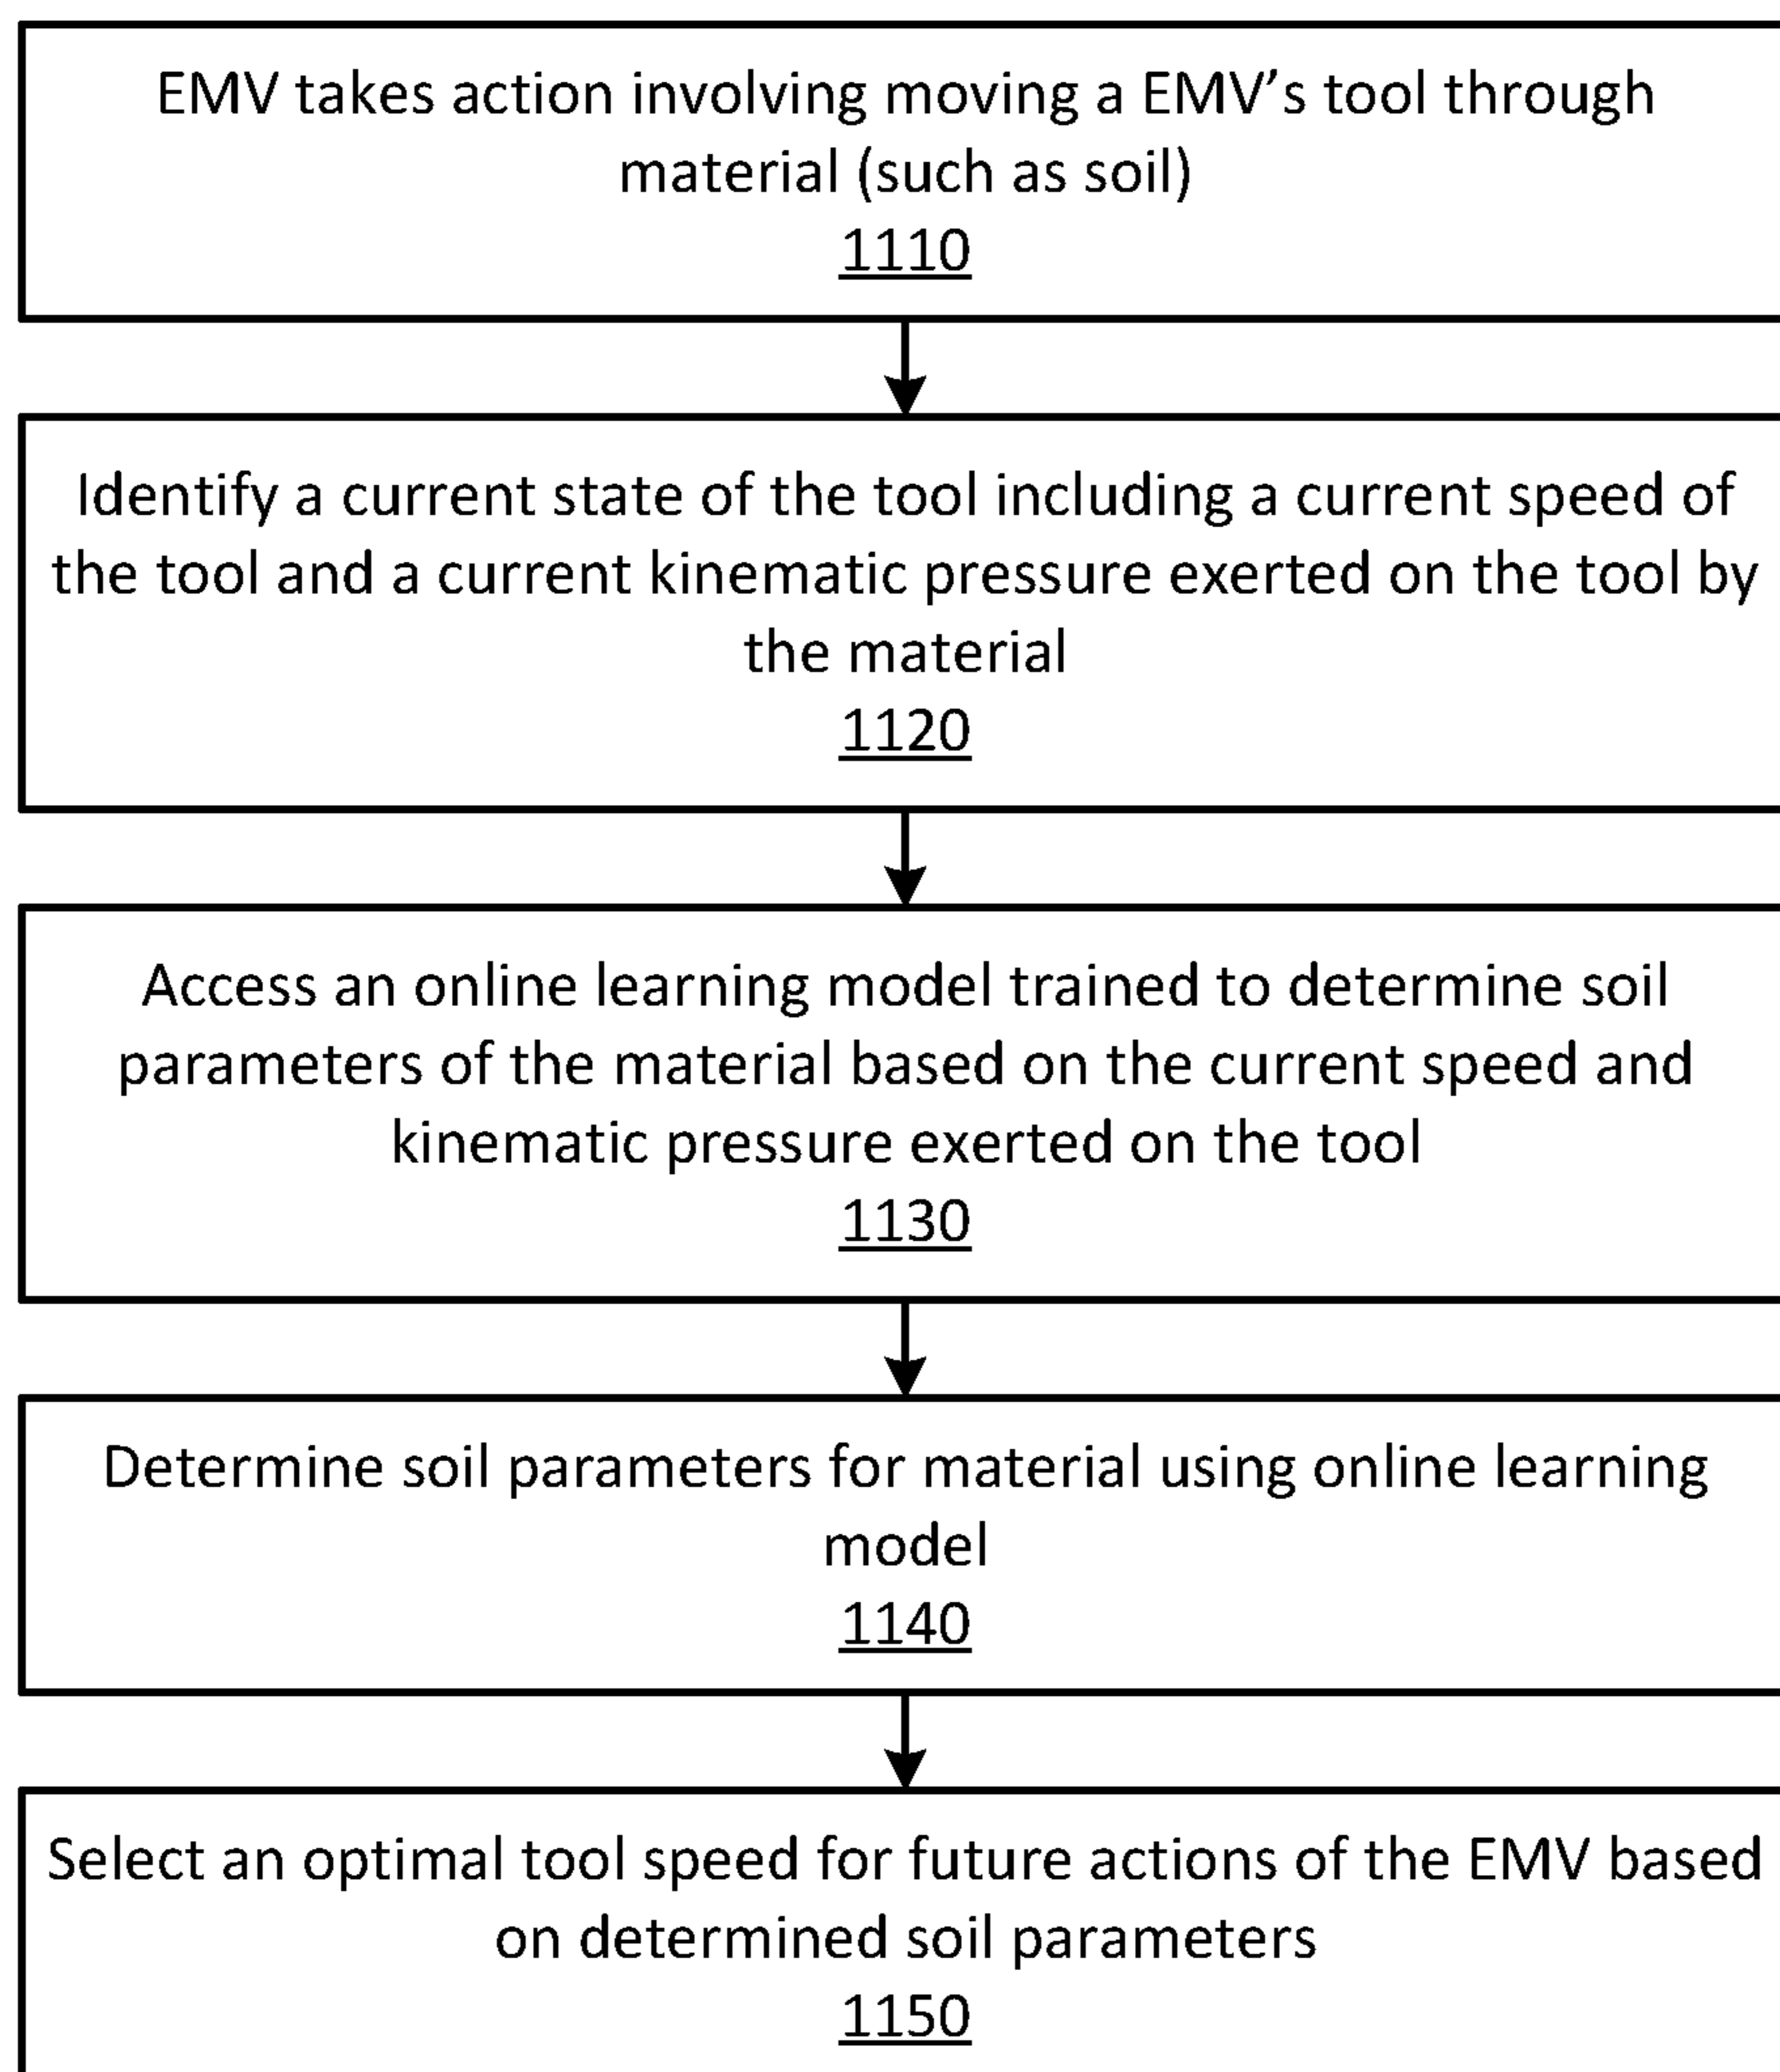 EMV takes action involving moving a EMV's tool through
material (such as soil)
1110
Identify a current state of the tool including a current speed of
the tool and a current kinematic pressure exerted on the tool by
the material
1120
Access an online learning model trained to determine soil
parameters of the material based on the current speed and
kinematic pressure exerted on the tool
1130
Determine soil parameters for material using online learning
model
1140
Select an optimal tool speed for future actions of the EMV based
on determined soil parameters
1150